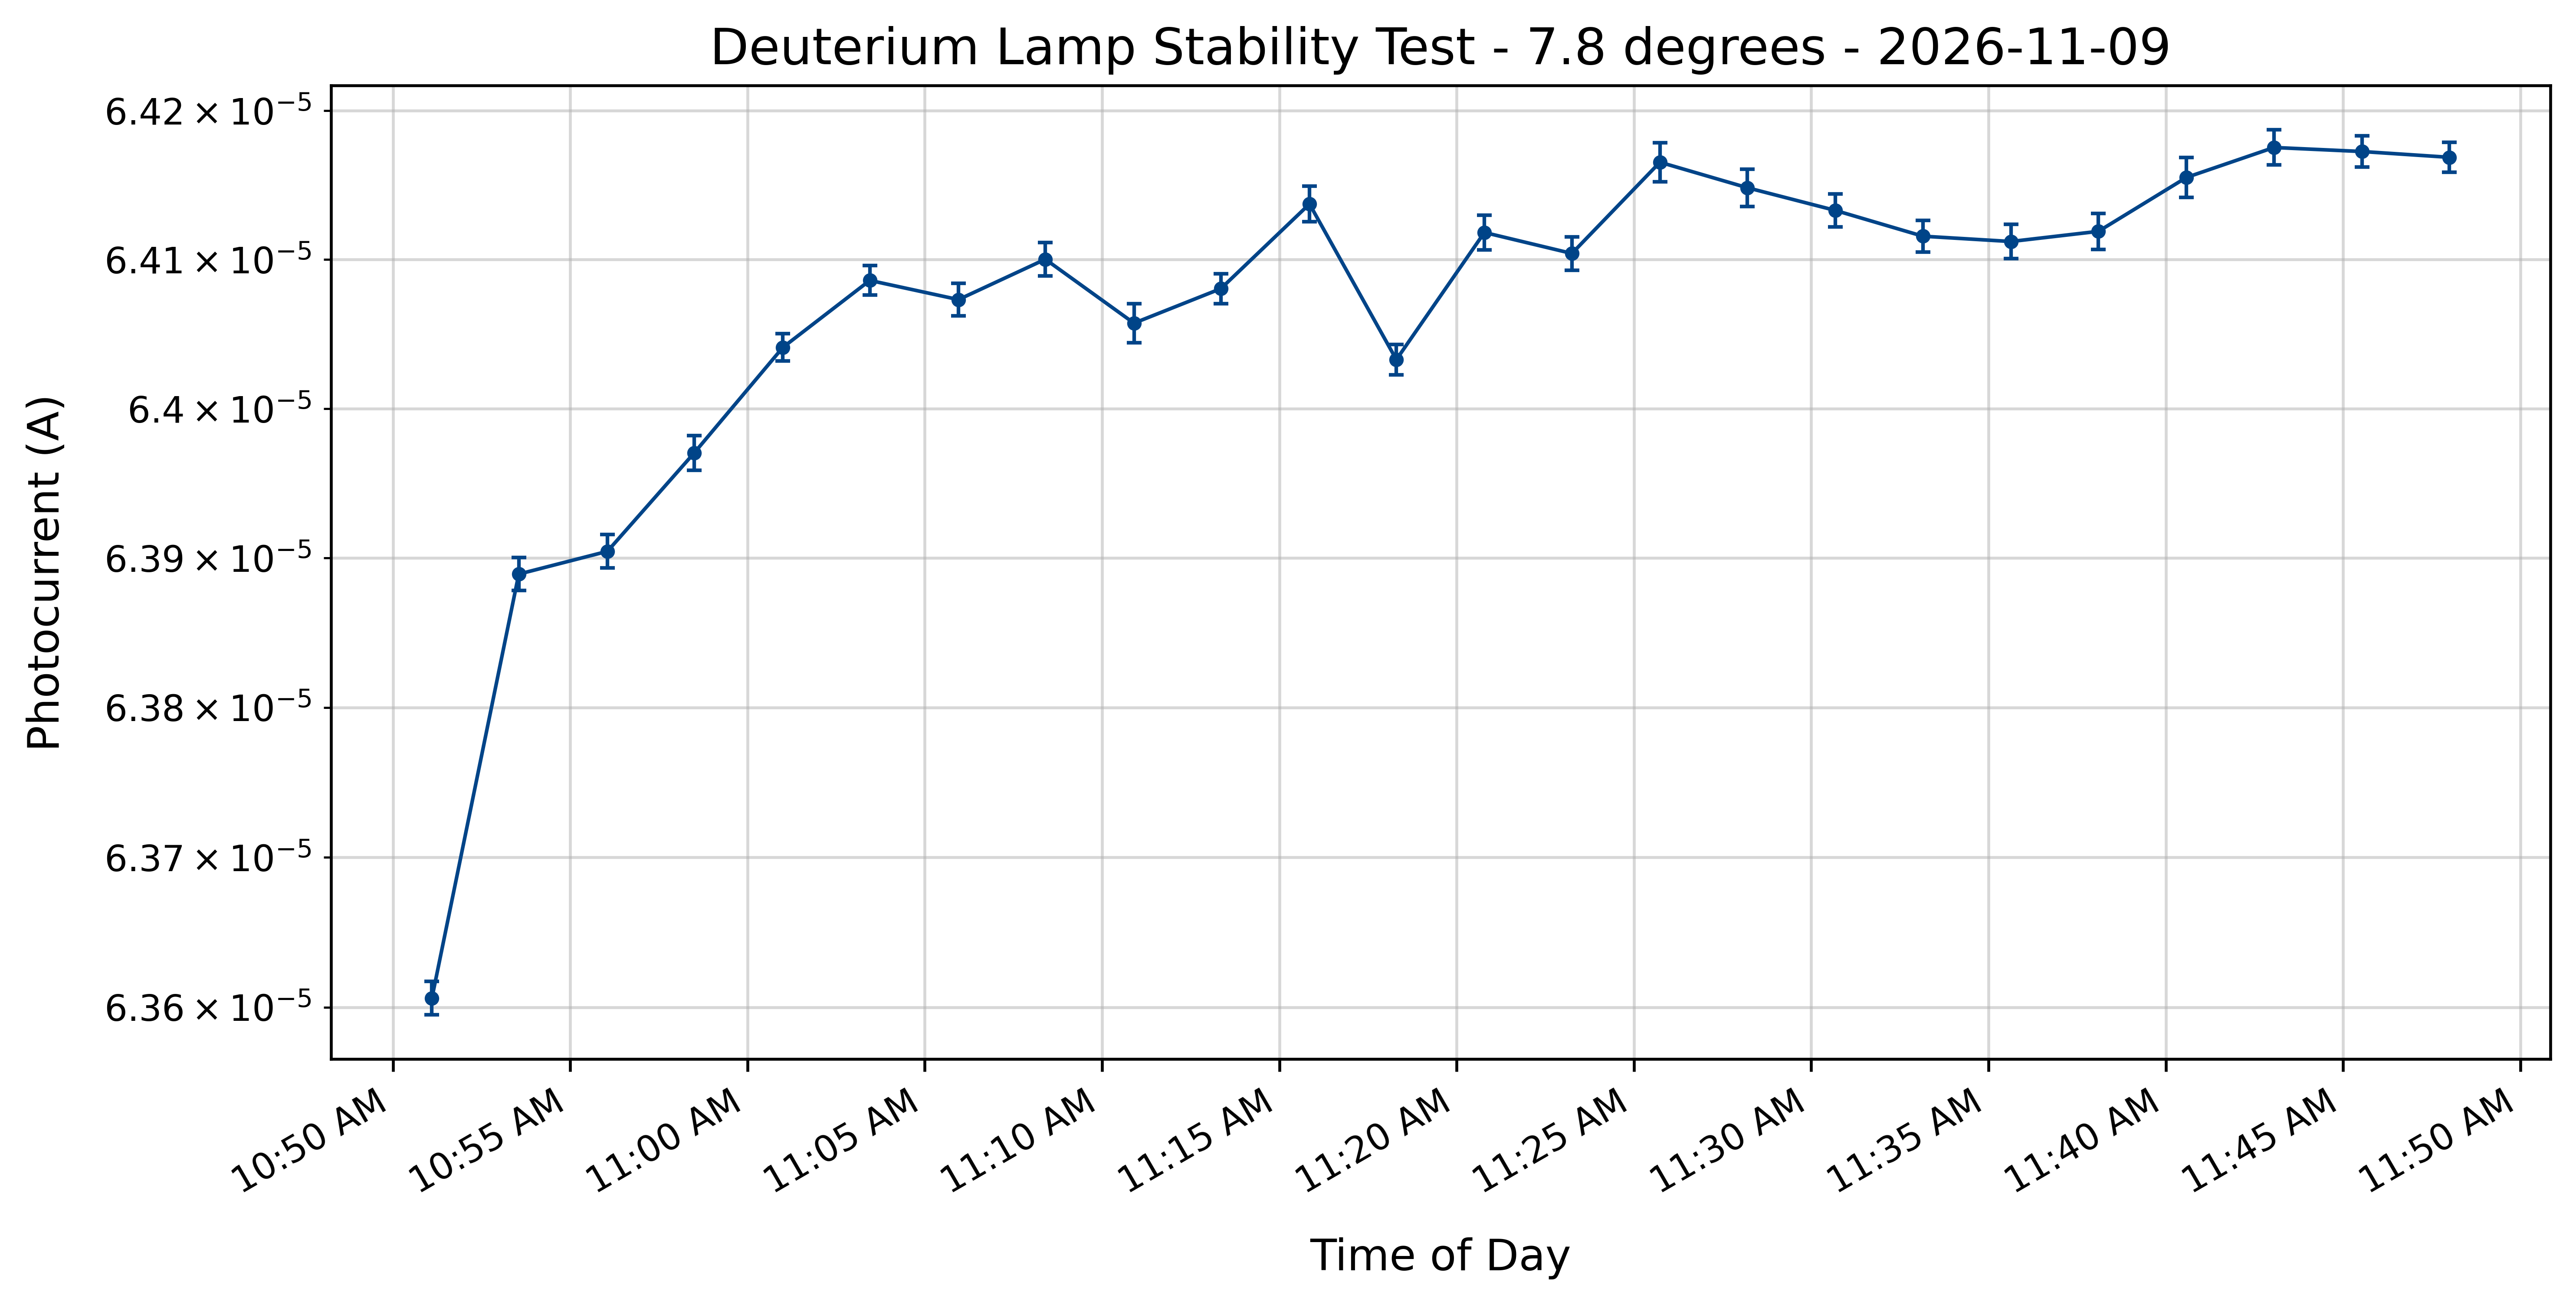 Deuterium Lamp Stability Test - 7.8 degrees - 2026-11-09
Photocurrent (A)
6.42 × 10⁻⁵
6.41 × 10⁻⁵
6.4 × 10⁻⁵
6.39 × 10⁻⁵
6.38 × 10⁻⁵
6.37 × 10⁻⁵
6.36 × 10⁻⁵
10:50 AM
10:55 AM
11:00 AM
11:05 AM
11:10 AM
11:15 AM
11:20 AM
11:25 AM
11:30 AM
11:35 AM
11:40 AM
11:45 AM
11:50 AM
Time of Day